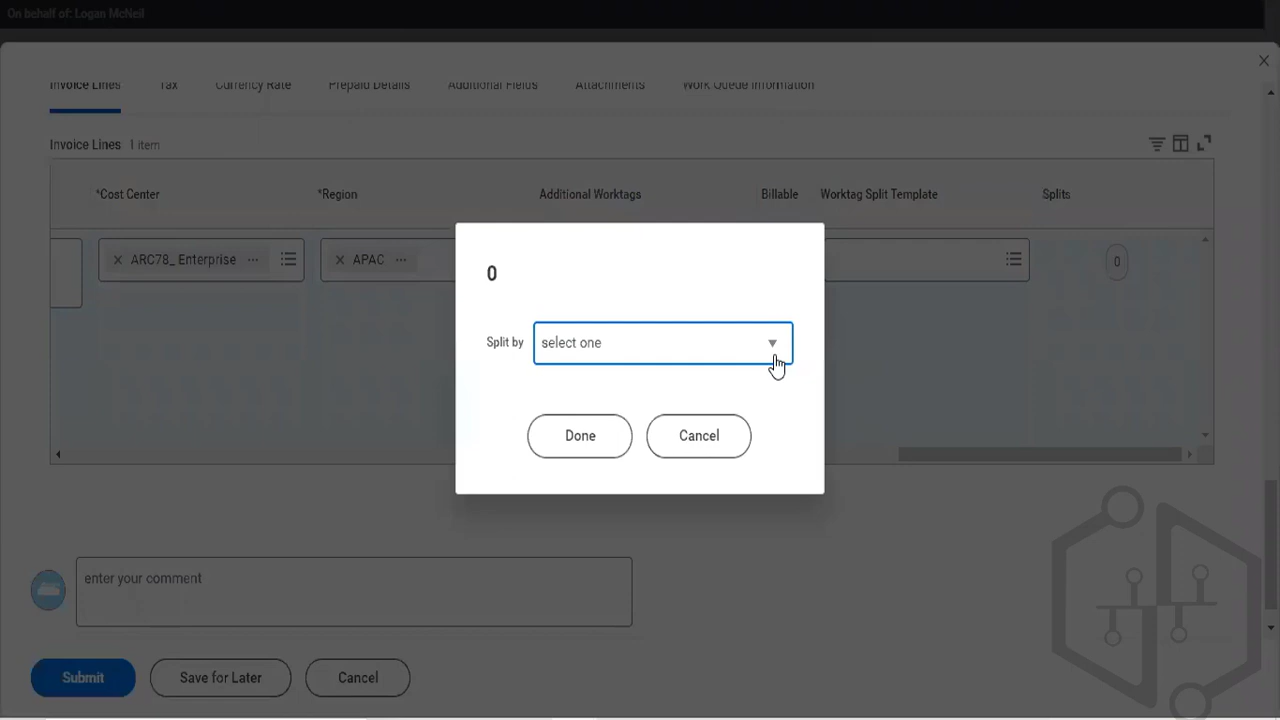 On behalf of: Logan McNeil
Invoice Lines Tax Currency Rate Prepaid Details Additional Fields Attachments Work Queue Information
Invoice Lines 1 item
*Cost Center *Region Additional Worktags Billable Worktag Split Template Splits
ARC78_ Enterprise ... APAC ... 0
0
Split by select one
Done Cancel
enter your comment
Submit Save for Later Cancel